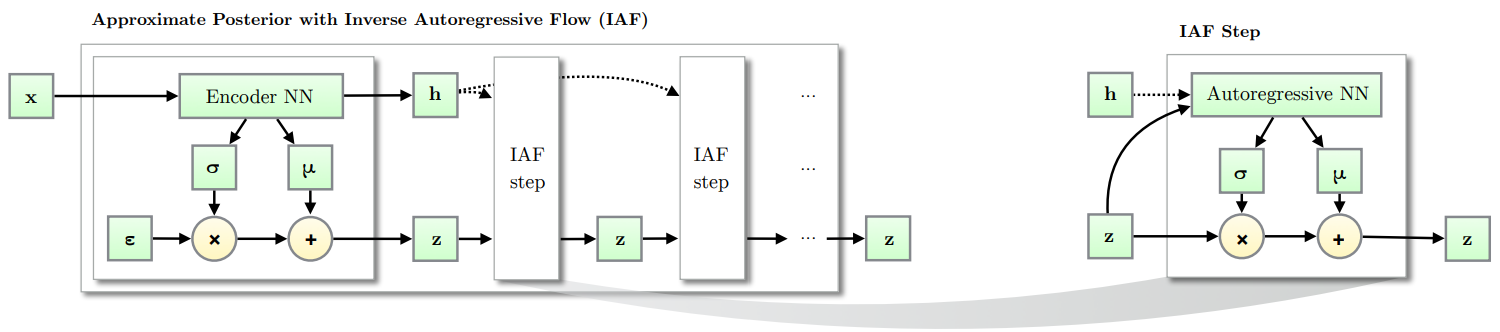 Approximate Posterior with Inverse Autoregressive Flow (IAF)
x
Encoder NN
h
...
σ
μ
IAF
step
IAF
step
...
ε
×
+
z
z
...
z
IAF Step
h
Autoregressive NN
σ
μ
z
×
+
z